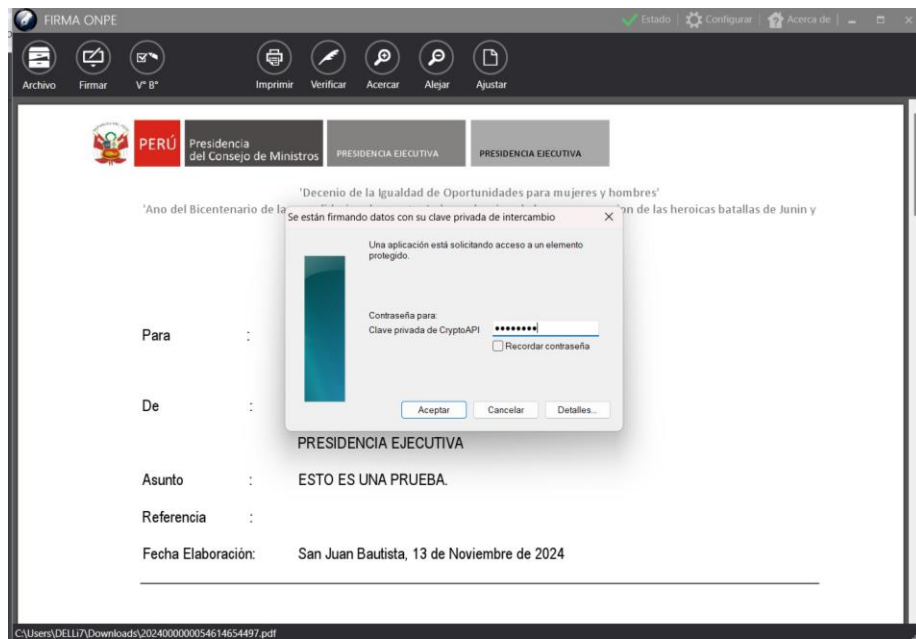 FIRMA ONPE
Estado
Configurar
Acerca de
Archivo
Firmar
V° B°
Imprimir
Verificar
Acercar
Alejar
Ajustar
PERÚ
Presidencia
del Consejo de Ministros
PRESIDENCIA EJECUTIVA
PRESIDENCIA EJECUTIVA
'Decenio de la Igualdad de Oportunidades para mujeres y hombres'
'Ano del Bicentenario de la
on de las heroicas batallas de Junin y
Se están firmando datos con su clave privada de intercambio
Una aplicación está solicitando acceso a un elemento
protegido.
Contraseña para:
Clave privada de CryptoAPI
Recordar contraseña
Aceptar
Cancelar
Detalles...
Para :
De :
PRESIDENCIA EJECUTIVA
Asunto : ESTO ES UNA PRUEBA.
Referencia :
Fecha Elaboración: San Juan Bautista, 13 de Noviembre de 2024
C:\Users\DELLi7\Downloads\2024000000054614654497.pdf